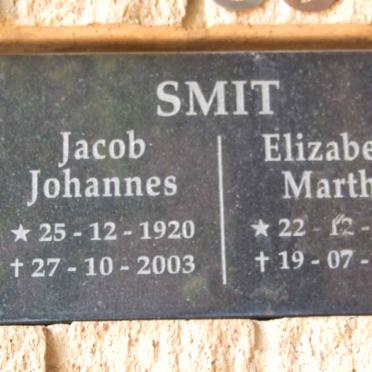 SMIT
Jacob
Johannes
★ 25 - 12 - 1920
† 27 - 10 - 2003
Elizabe
Marth
★ 22 - 12 -
† 19 - 07 -